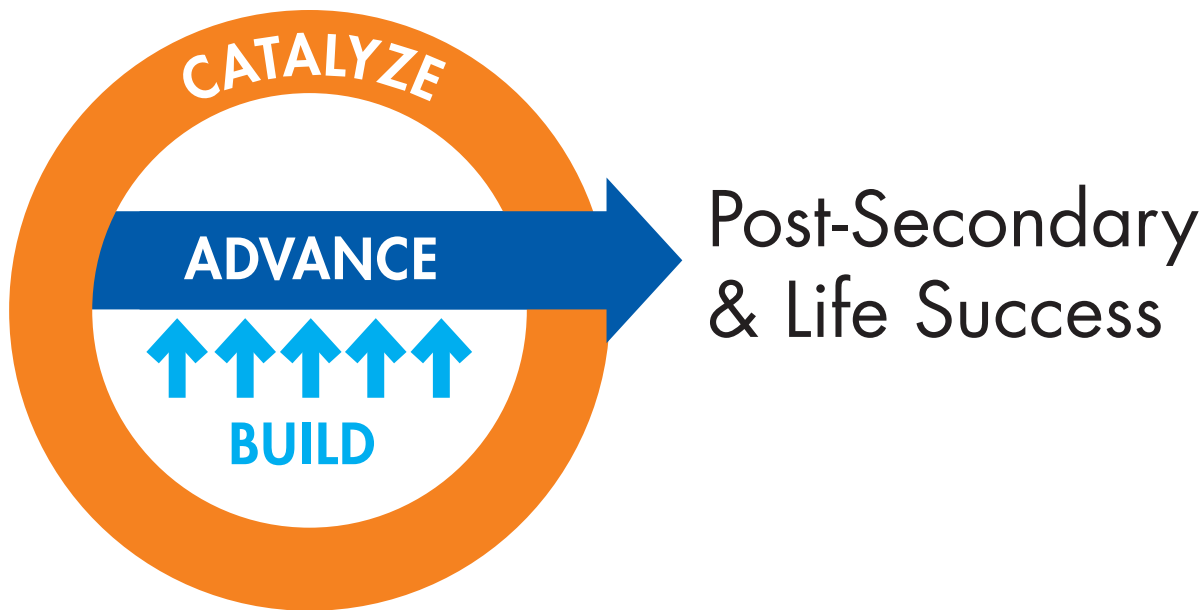 CATALYZE
ADVANCE
BUILD
Post-Secondary
& Life Success